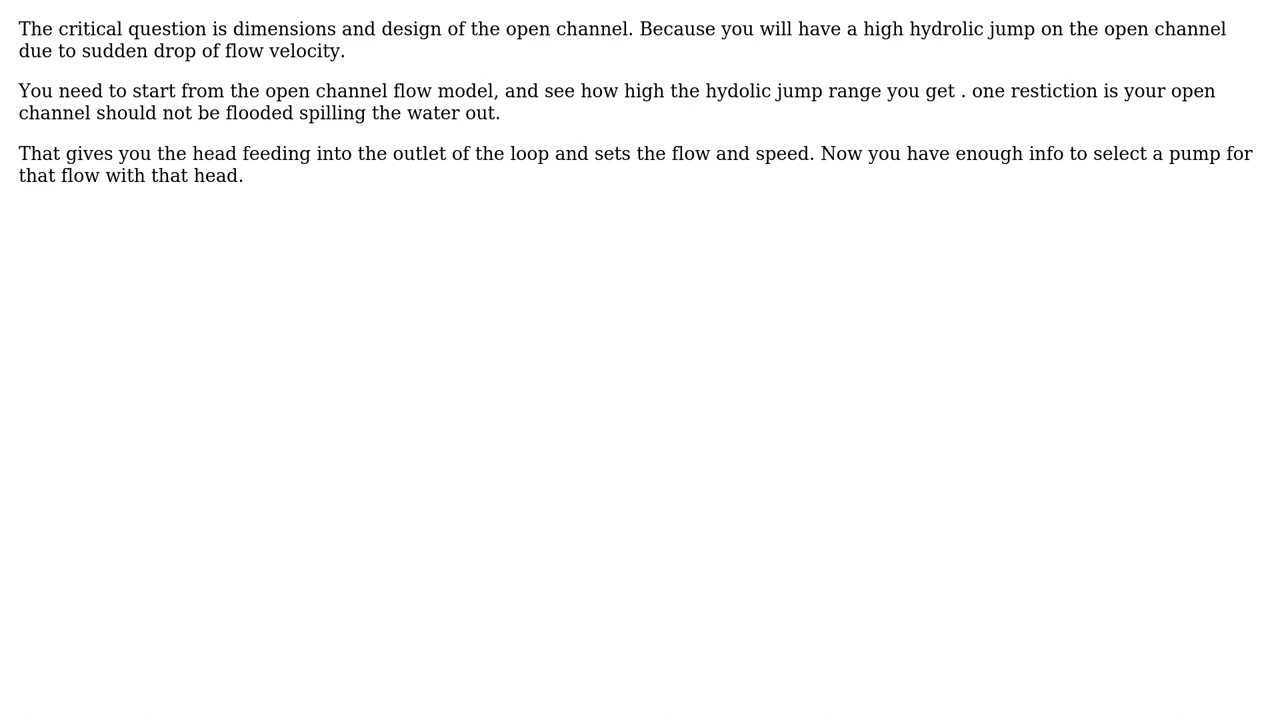 The critical question is dimensions and design of the open channel. Because you will have a high hydrolic jump on the open channel
due to sudden drop of flow velocity.
You need to start from the open channel flow model, and see how high the hydolic jump range you get . one restiction is your open
channel should not be flooded spilling the water out.
That gives you the head feeding into the outlet of the loop and sets the flow and speed. Now you have enough info to select a pump for
that flow with that head.